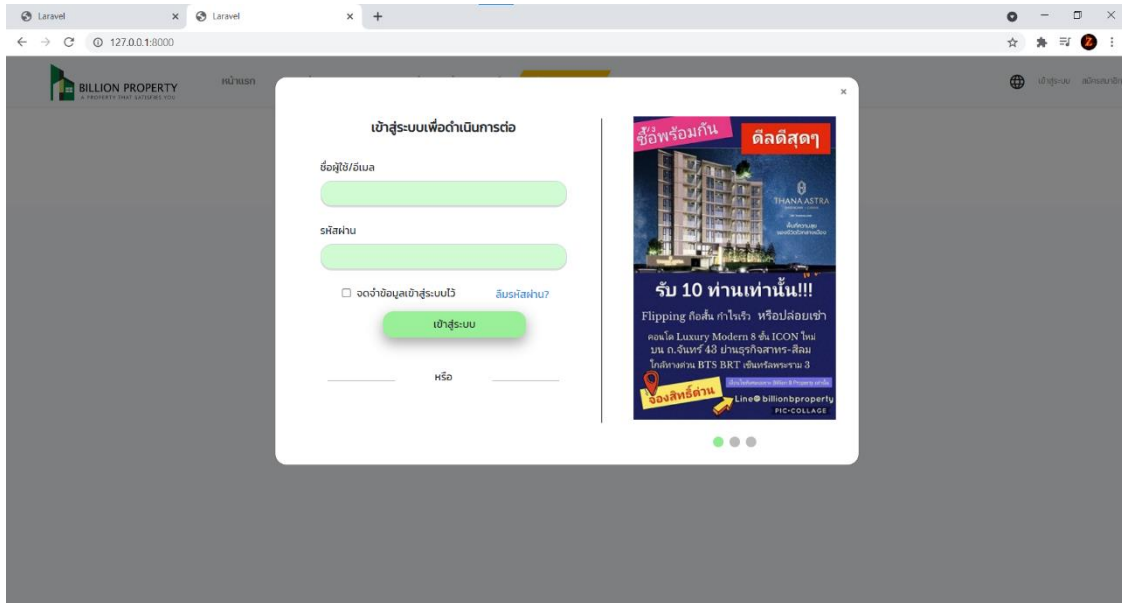 Laravel
Laravel
127.0.0.1:8000
BILLION PROPERTY
A PROPERTY THAT SATISFIES YOU
หน้าแรก
เข้าสู่ระบบ
สมัครสมาชิก
เข้าสู่ระบบเพื่อดำเนินการต่อ
ชื่อผู้ใช้/อีเมล
รหัสผ่าน
จดจำข้อมูลเข้าสู่ระบบไว้
ลืมรหัสผ่าน?
เข้าสู่ระบบ
หรือ
ซื้อพร้อมกัน
ดีลดีสุดๆ
THANA ASTRA
รับ 10 ท่านเท่านั้น!!!
Flipping ถือสั้น กำไรเร็ว หรือปล่อยเช่า
คอนโด Luxury Modern 8 ชั้น ICON ใหม่
บน ถ.จันทร์ 43 ย่านธุรกิจสาทร-สีลม
ใกล้ทางด่วน BTS BRT เซ็นทรัลพระราม 3
จองสิทธิ์ด่วน
Line@ billionbproperty
PIC•COLLAGE